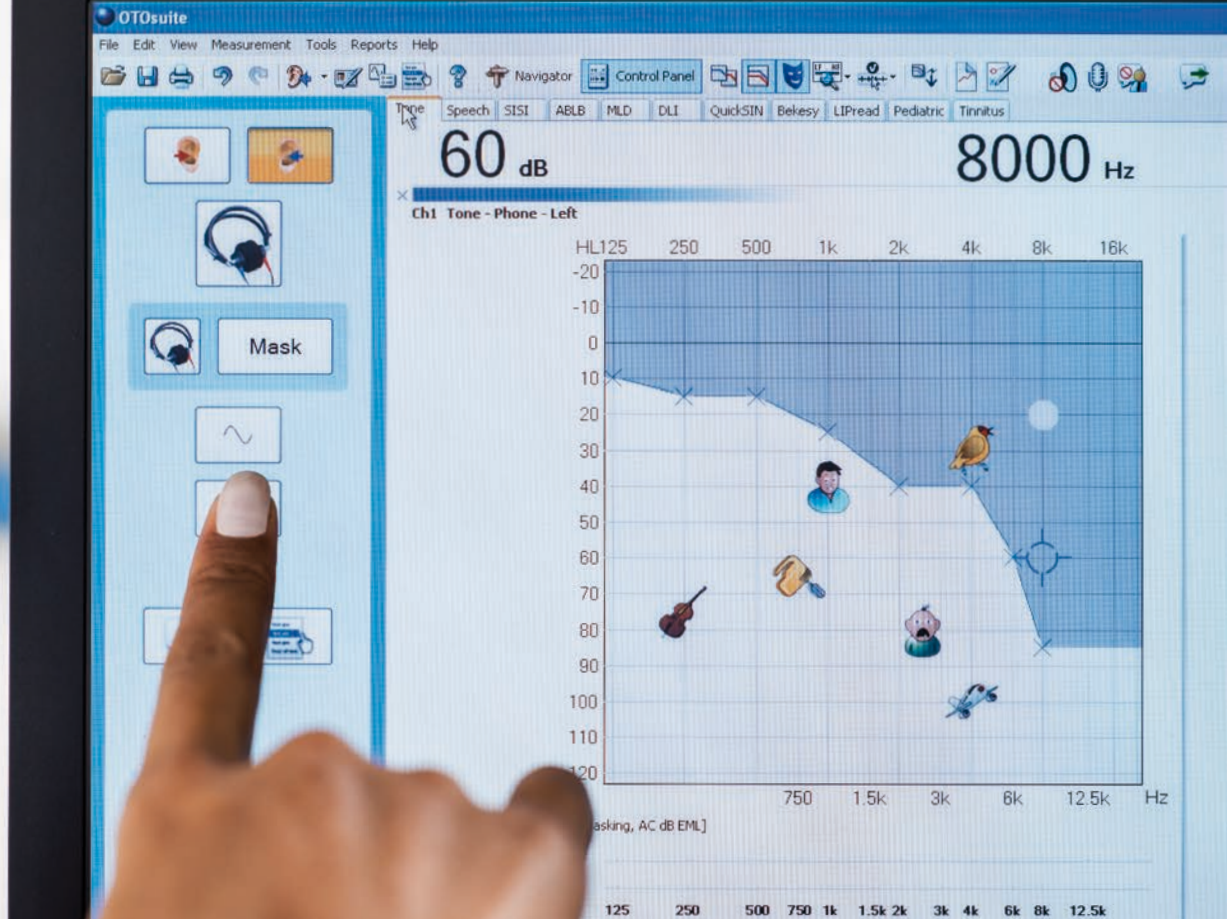 OTOsuite
File Edit View Measurement Tools Reports Help
Navigator Control Panel
Tone Speech SISI ABLB MLD DLI QuickSIN Bekesy LIPread Pediatric Tinnitus
60 dB 8000 Hz
Ch1 Tone - Phone - Left
HL 125 250 500 1k 2k 4k 8k 16k
-20
-10
0
10
20
30
40
50
60
70
80
90
100
110
120
Mask
750 1.5k 3k 6k 12.5k Hz
asking, AC dB EML]
125 250 500 750 1k 1.5k 2k 3k 4k 6k 8k 12.5k